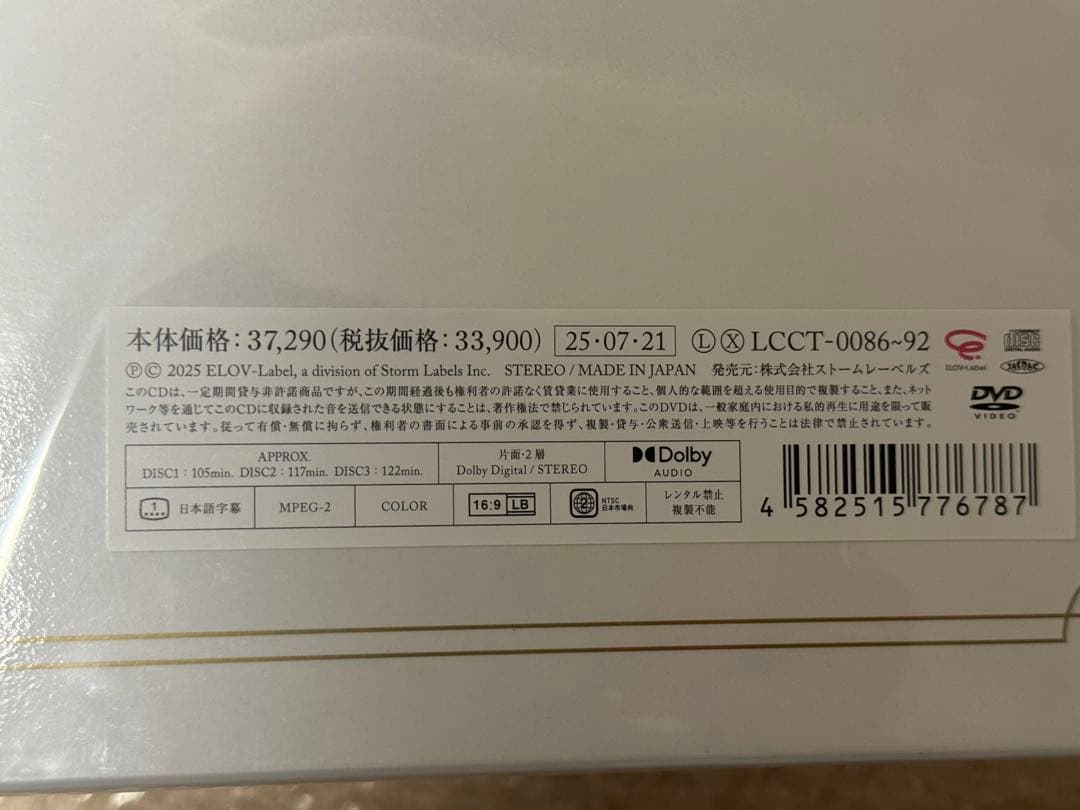 本体価格：37,290（税抜価格：33,900） 25·07·21 Ⓛ Ⓧ LCCT-0086~92
ⓅⒸ 2025 ELOV-Label, a division of Storm Labels Inc. STEREO / MADE IN JAPAN 発売元：株式会社ストームレーベルズ
このCDは、一定期間貸与非許諾商品ですが、この期間経過後も権利者の許諾なく賃貸業に使用すること、個人的な範囲を超える使用目的で複製すること、また、ネット
ワーク等を通じてこのCDに収録された音を送信できる状態にすることは、著作権法で禁じられています。このDVDは、一般家庭内における私的再生に用途を限って販
売されています。従って有償・無償に拘らず、権利者の書面による事前の承認を得ず、複製・貸与・公衆送信・上映等を行うことは法律で禁止されています。
ELOV-Label
COMPACT disc DIGITAL AUDIO
JASRAC
DVD
VIDEO
APPROX.
DISC1：105min. DISC2：117min. DISC3：122min.
片面·2層
Dolby Digital / STEREO
Dolby
AUDIO
1 日本語字幕
MPEG-2
COLOR
16:9 LB
2 NTSC
日本市場向
レンタル禁止
複製不能
4 582515 776787